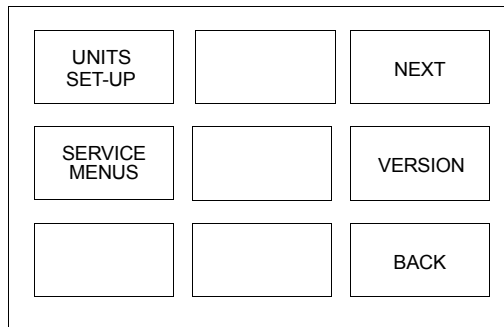 UNITS
SET-UP
NEXT
SERVICE
MENUS
VERSION
BACK